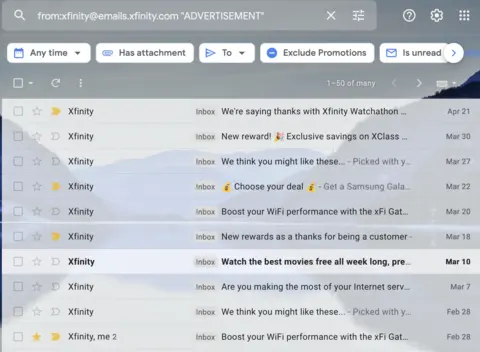 from:xfinity@emails.xfinity.com "ADVERTISEMENT"
Any time Has attachment To Exclude Promotions Is unread
1–50 of many
Xfinity Inbox We're saying thanks with Xfinity Watchathon ... Apr 21
Xfinity Inbox New reward! 🎉 Exclusive savings on XClass ... Mar 30
Xfinity Inbox We think you might like these... - Picked with y... Mar 27
Xfinity Inbox 💰 Choose your deal 💰 - Get a Samsung Gala... Mar 22
Xfinity Inbox Boost your WiFi performance with the xFi Gat... Mar 20
Xfinity Inbox New rewards as a thanks for being a customer - Mar 18
Xfinity Inbox Watch the best movies free all week long, pre... Mar 10
Xfinity Inbox Are you making the most of your Internet serv... Mar 7
Xfinity Inbox We think you might like these... - Picked with y... Feb 28
Xfinity, me 2 Inbox Boost your WiFi performance with the xFi Gat... Feb 28